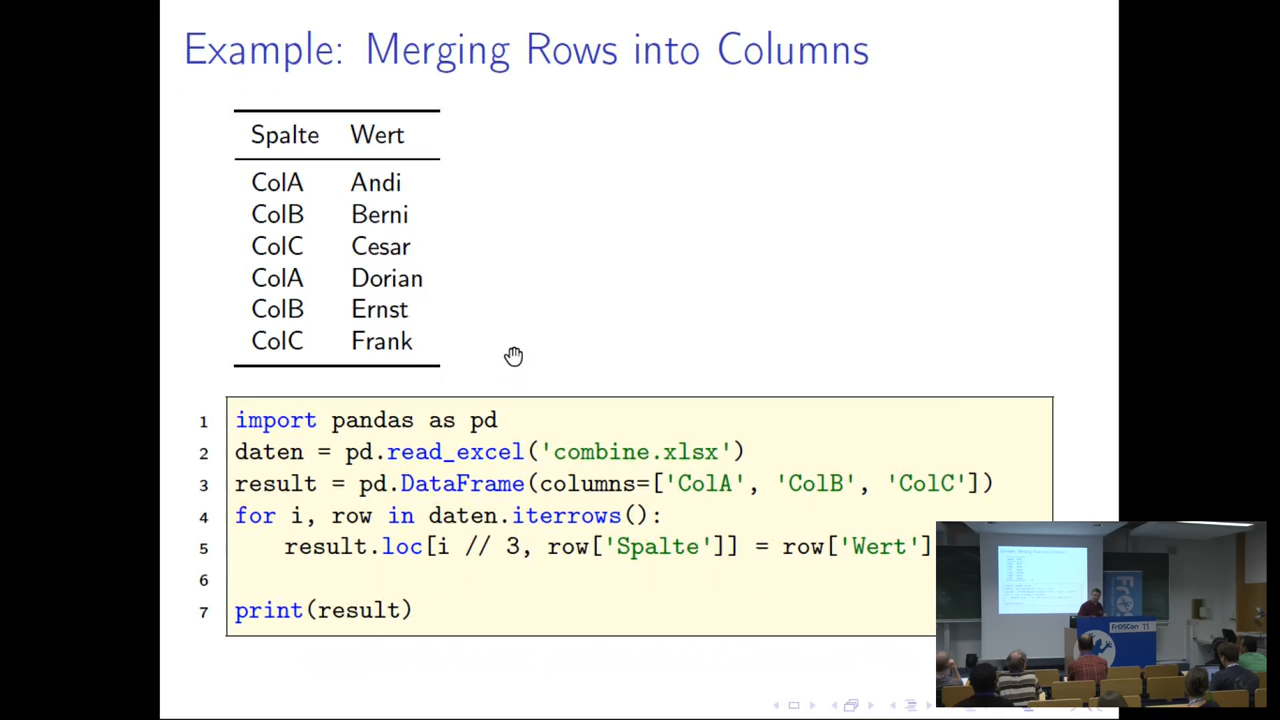 Example: Merging Rows into Columns
Spalte Wert
ColA Andi
ColB Berni
ColC Cesar
ColA Dorian
ColB Ernst
ColC Frank
1 import pandas as pd
2 daten = pd.read_excel('combine.xlsx')
3 result = pd.DataFrame(columns=['ColA', 'ColB', 'ColC'])
4 for i, row in daten.iterrows():
5 result.loc[i // 3, row['Spalte']] = row['Wert']
6
7 print(result)
FrOSCon 11